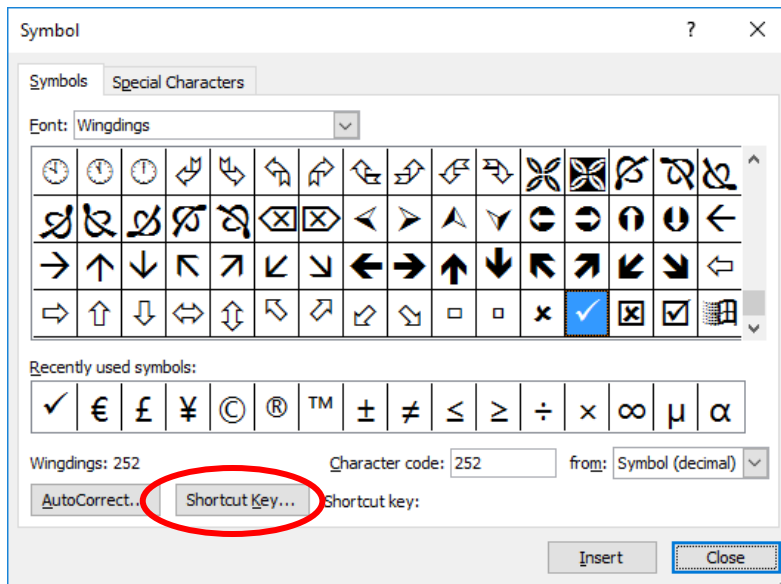 Symbol ?
Symbols Special Characters
Font: Wingdings
Recently used symbols:
✓ € £ ¥ © ® ™ ± ≠ ≤ ≥ ÷ × ∞ µ α
Wingdings: 252 Character code: 252 from: Symbol (decimal)
AutoCorrect... Shortcut Key... Shortcut key:
Insert Close